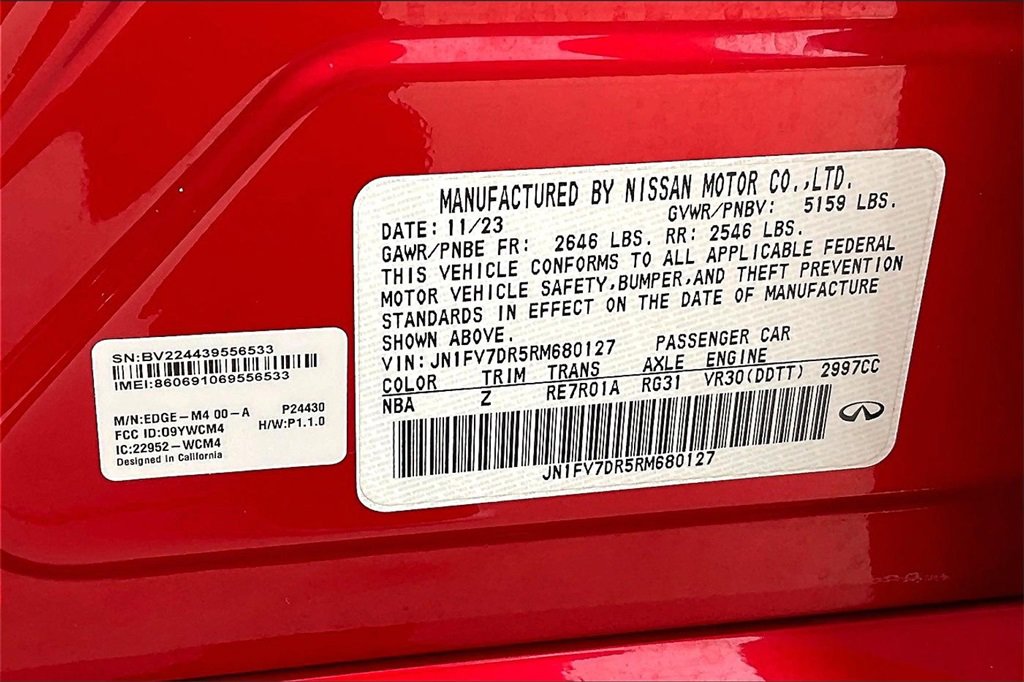 MANUFACTURED BY NISSAN MOTOR CO.,LTD.
DATE: 11/23 GVWR/PNBV: 5159 LBS.
GAWR/PNBE FR: 2646 LBS. RR: 2546 LBS.
THIS VEHICLE CONFORMS TO ALL APPLICABLE FEDERAL
MOTOR VEHICLE SAFETY,BUMPER,AND THEFT PREVENTION
STANDARDS IN EFFECT ON THE DATE OF MANUFACTURE
SHOWN ABOVE.
VIN: JN1FV7DR5RM680127 PASSENGER CAR
COLOR TRIM TRANS AXLE ENGINE
NBA Z RE7R01A RG31 VR30(DDTT) 2997CC
JN1FV7DR5RM680127
SN:BV224439556533
IMEI:860691069556533
M/N:EDGE-M4 00-A P24430
FCC ID:O9YWCM4 H/W:P1.1.0
IC:22952-WCM4
Designed in California